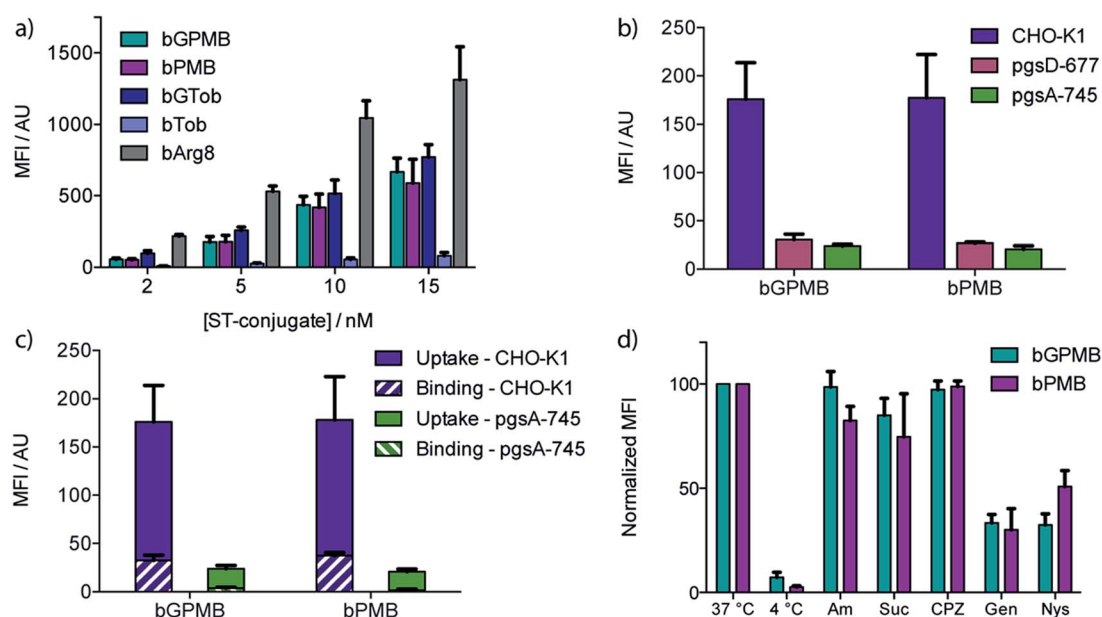 a)
1500
1000
500
0
MFI / AU
bGPMB
bPMB
bGTob
bTob
bArg8
2 5 10 15
[ST-conjugate] / nM
b)
250
200
150
100
50
0
MFI / AU
CHO-K1
pgsD-677
pgsA-745
bGPMB bPMB
c)
250
200
150
100
50
0
MFI / AU
Uptake - CHO-K1
Binding - CHO-K1
Uptake - pgsA-745
Binding - pgsA-745
bGPMB bPMB
d)
100
50
0
Normalized MFI
bGPMB
bPMB
37 °C 4 °C Am Suc CPZ Gen Nys